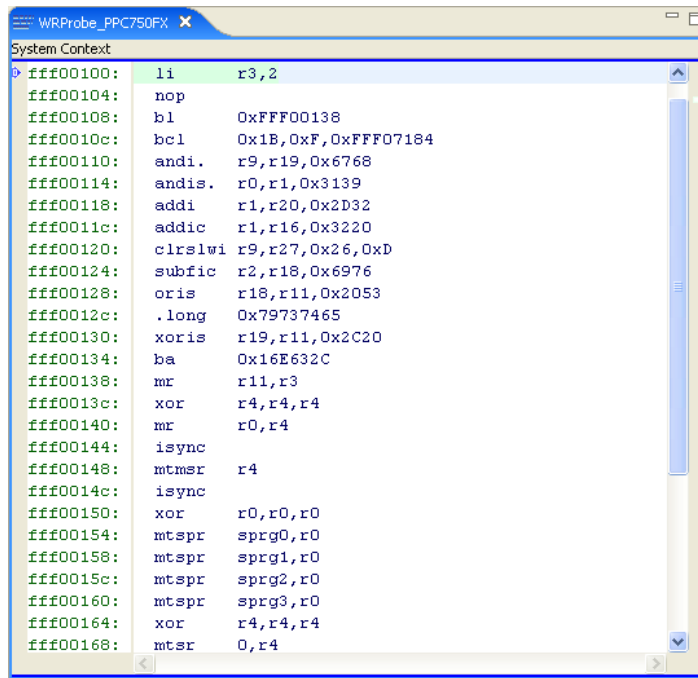 WRProbe_PPC750FX
System Context
fff00100: li r3,2
fff00104: nop
fff00108: bl 0xFFF00138
fff0010c: bcl 0x1B,0xF,0xFFF07184
fff00110: andi. r9,r19,0x6768
fff00114: andis. r0,r1,0x3139
fff00118: addi r1,r20,0x2D32
fff0011c: addic r1,r16,0x3220
fff00120: clrslwi r9,r27,0x26,0xD
fff00124: subfic r2,r18,0x6976
fff00128: oris r18,r11,0x2053
fff0012c: .long 0x79737465
fff00130: xoris r19,r11,0x2C20
fff00134: ba 0x16E632C
fff00138: mr r11,r3
fff0013c: xor r4,r4,r4
fff00140: mr r0,r4
fff00144: isync
fff00148: mtmsr r4
fff0014c: isync
fff00150: xor r0,r0,r0
fff00154: mtspr sprg0,r0
fff00158: mtspr sprg1,r0
fff0015c: mtspr sprg2,r0
fff00160: mtspr sprg3,r0
fff00164: xor r4,r4,r4
fff00168: mtsr 0,r4